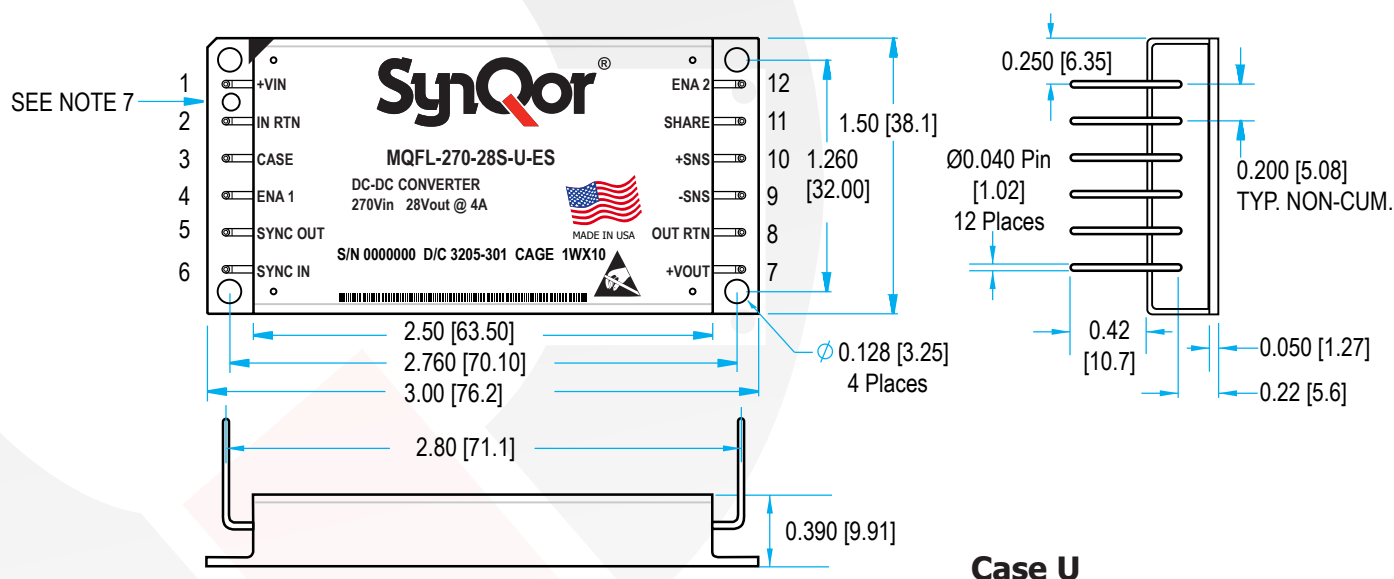 SynQor®
SEE NOTE 7
1 +VIN
2 IN RTN
3 CASE
4 ENA 1
5 SYNC OUT
6 SYNC IN
MQFL-270-28S-U-ES
DC-DC CONVERTER
270Vin 28Vout @ 4A
MADE IN USA
S/N 0000000 D/C 3205-301 CAGE 1WX10
ENA 2 12
SHARE 11
+SNS 10
-SNS 9
OUT RTN 8
+VOUT 7
1.50 [38.1]
1.260
[32.00]
2.50 [63.50]
2.760 [70.10]
3.00 [76.2]
Ø 0.128 [3.25]
4 Places
0.250 [6.35]
Ø0.040 Pin
[1.02]
12 Places
0.200 [5.08]
TYP. NON-CUM.
0.42
[10.7]
0.050 [1.27]
0.22 [5.6]
2.80 [71.1]
0.390 [9.91]
Case U